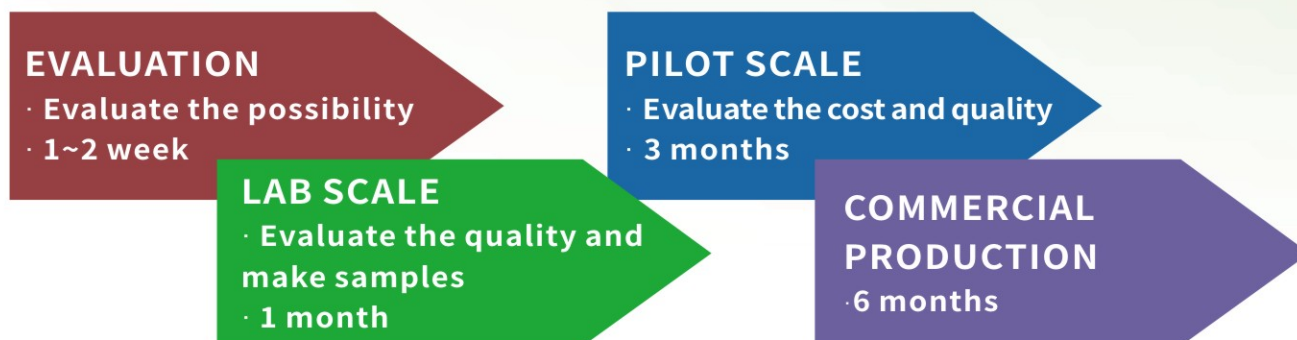 EVALUATION
· Evaluate the possibility
· 1~2 week
LAB SCALE
· Evaluate the quality and
make samples
· 1 month
PILOT SCALE
· Evaluate the cost and quality
· 3 months
COMMERCIAL
PRODUCTION
·6 months